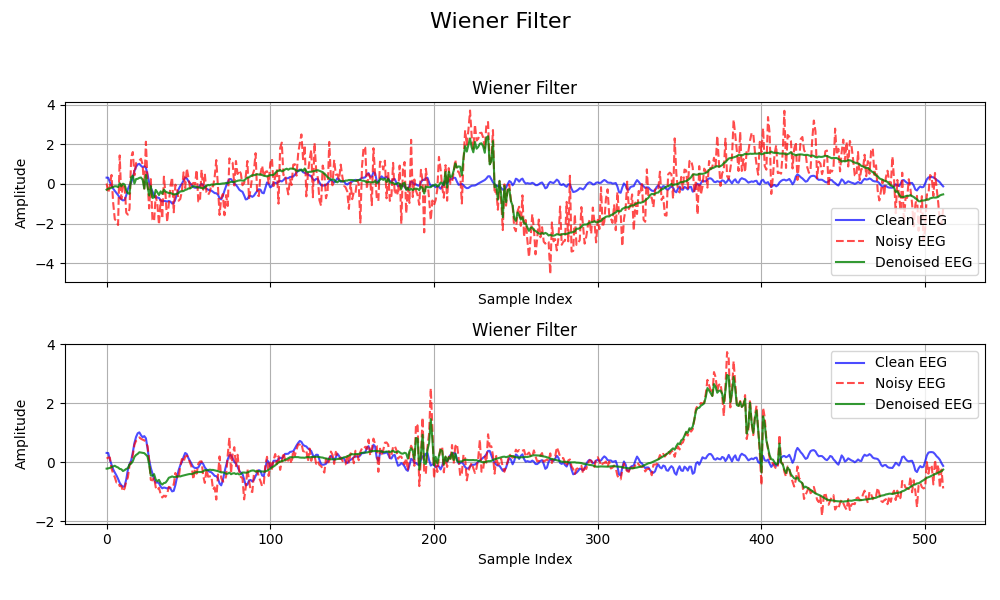 Wiener Filter
Wiener Filter
4
2
0
−2
−4
Amplitude
Clean EEG
Noisy EEG
Denoised EEG
Sample Index
Wiener Filter
4
2
0
−2
Amplitude
Clean EEG
Noisy EEG
Denoised EEG
0 100 200 300 400 500
Sample Index